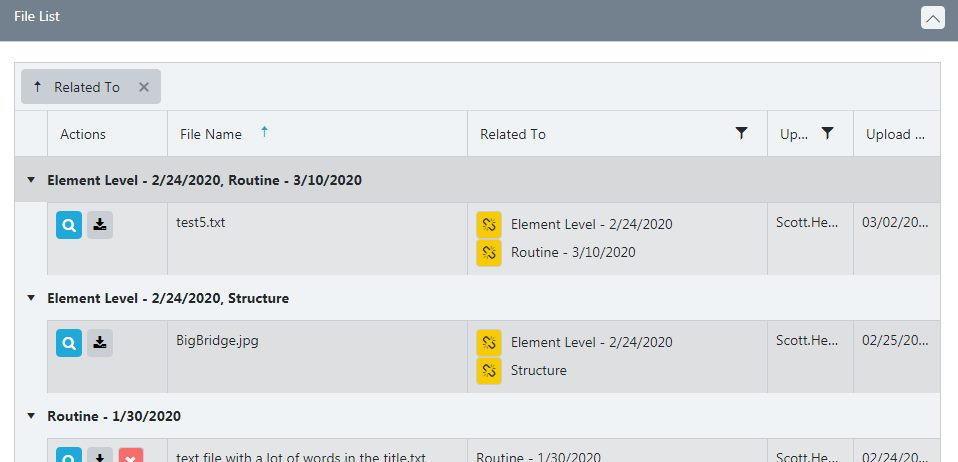 File List
Related To
Actions File Name Related To Up... Upload ...
Element Level - 2/24/2020, Routine - 3/10/2020
test5.txt Element Level - 2/24/2020 Scott.He... 03/02/20...
Routine - 3/10/2020
Element Level - 2/24/2020, Structure
BigBridge.jpg Element Level - 2/24/2020 Scott.He... 02/25/20...
Structure
Routine - 1/30/2020
text file with a lot of words in the title.txt Routine - 1/30/2020 Scott.He... 02/24/20...